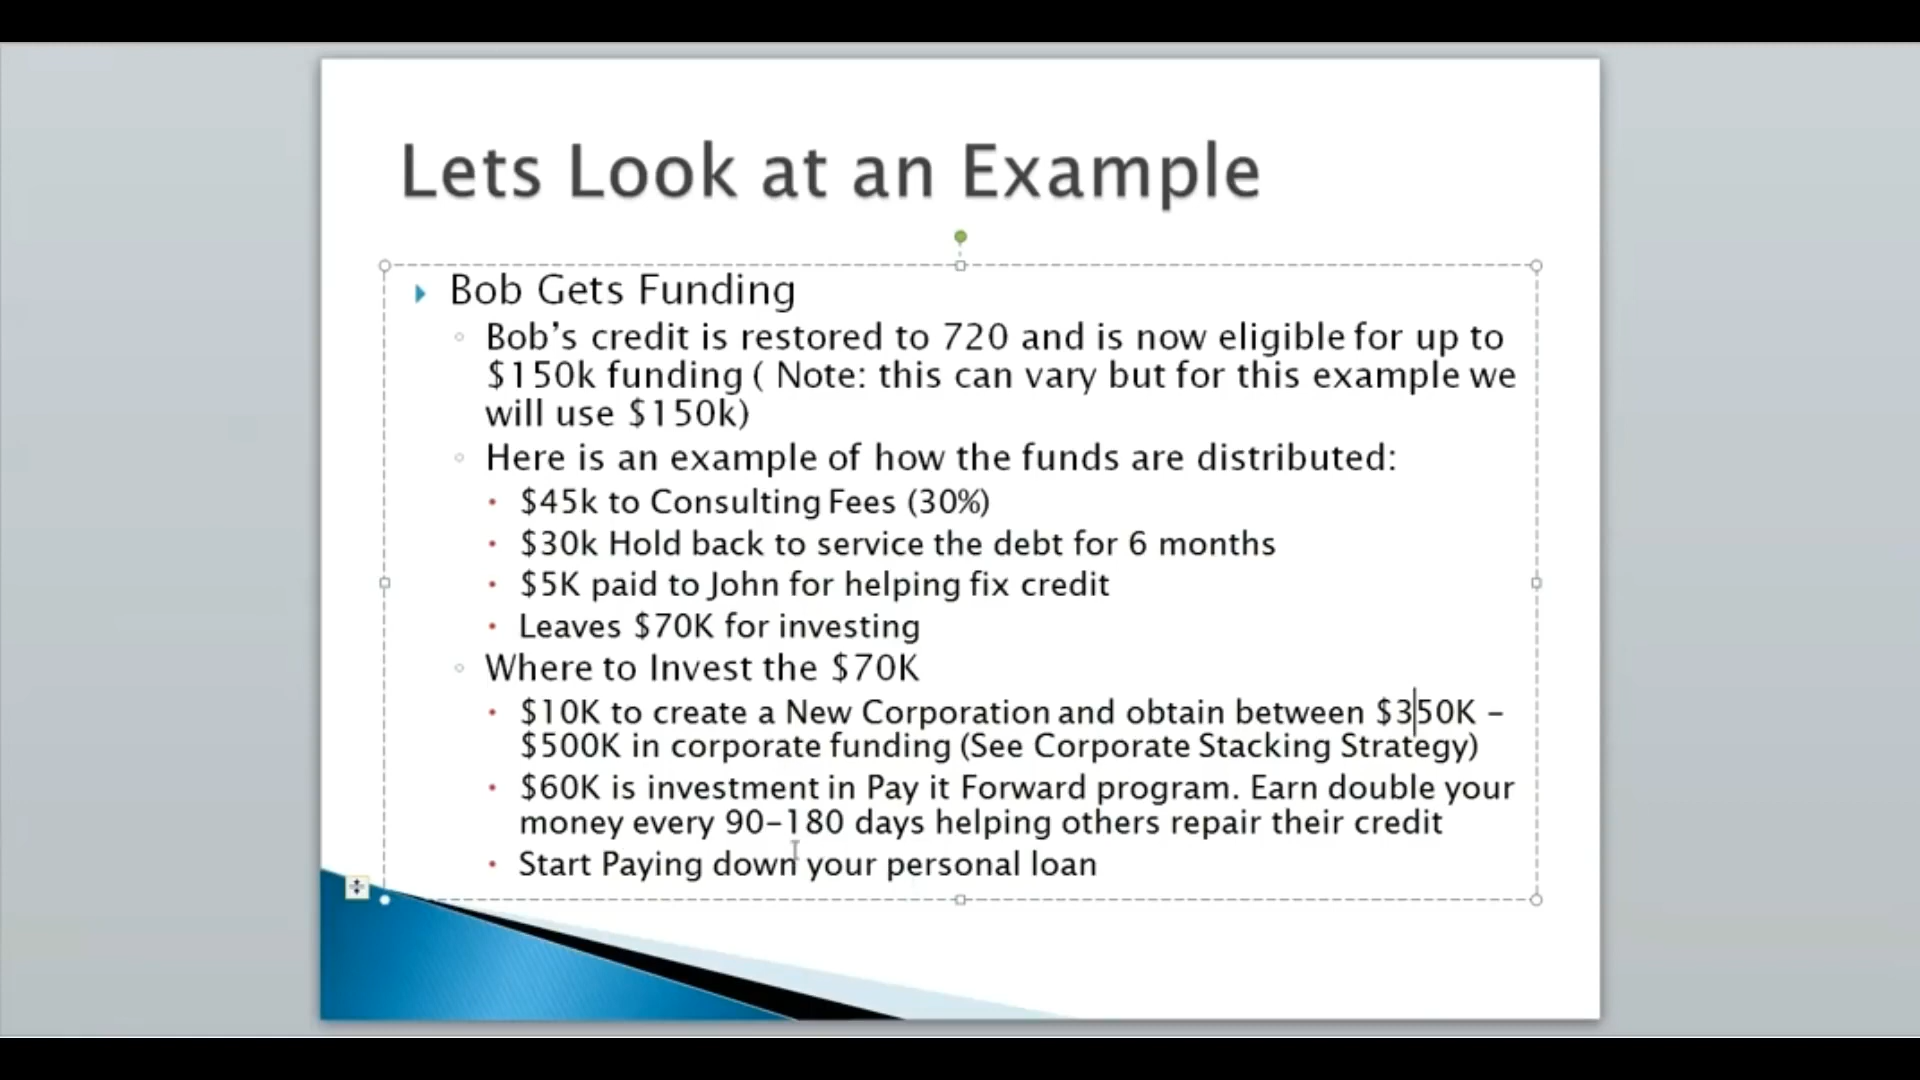 Lets Look at an Example
Bob Gets Funding
Bob’s credit is restored to 720 and is now eligible for up to
$150k funding ( Note: this can vary but for this example we
will use $150k)
Here is an example of how the funds are distributed:
$45k to Consulting Fees (30%)
$30k Hold back to service the debt for 6 months
$5K paid to John for helping fix credit
Leaves $70K for investing
Where to Invest the $70K
$10K to create a New Corporation and obtain between $350K –
$500K in corporate funding (See Corporate Stacking Strategy)
$60K is investment in Pay it Forward program. Earn double your
money every 90–180 days helping others repair their credit
Start Paying down your personal loan